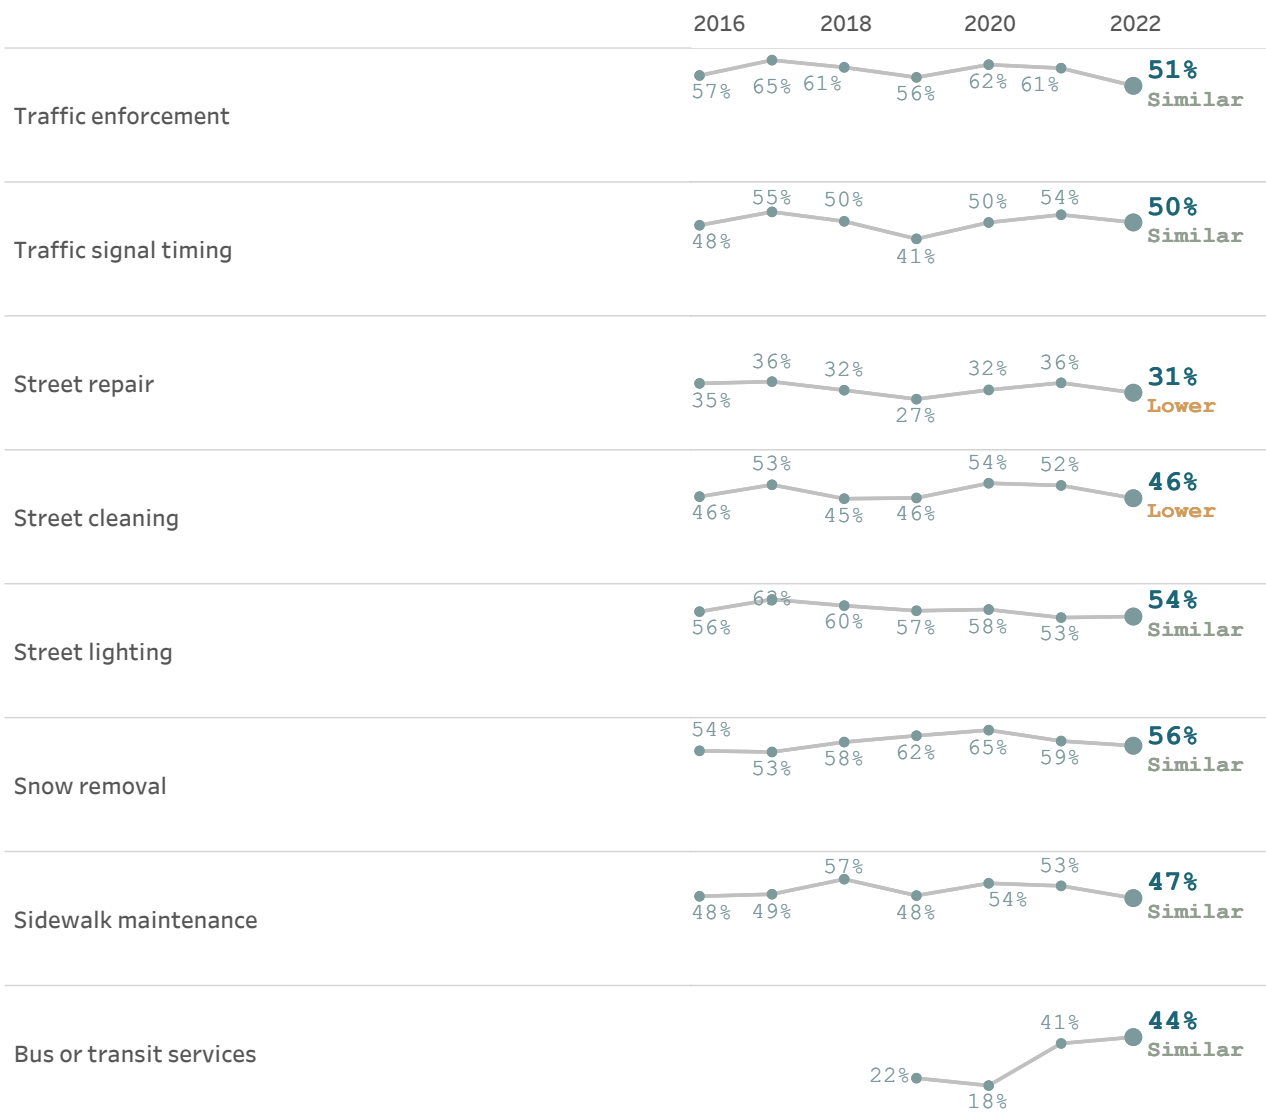 2016 2018 2020 2022
Traffic enforcement
57% 65% 61% 56% 62% 61% 51%
Similar
Traffic signal timing
48% 55% 50% 41% 50% 54% 50%
Similar
Street repair
35% 36% 32% 27% 32% 36% 31%
Lower
Street cleaning
46% 53% 45% 46% 54% 52% 46%
Lower
Street lighting
56% 60% 57% 58% 53% 54%
Similar
Snow removal
54% 53% 58% 62% 65% 59% 56%
Similar
Sidewalk maintenance
48% 49% 57% 48% 54% 53% 47%
Similar
Bus or transit services
22% 18% 41% 44%
Similar